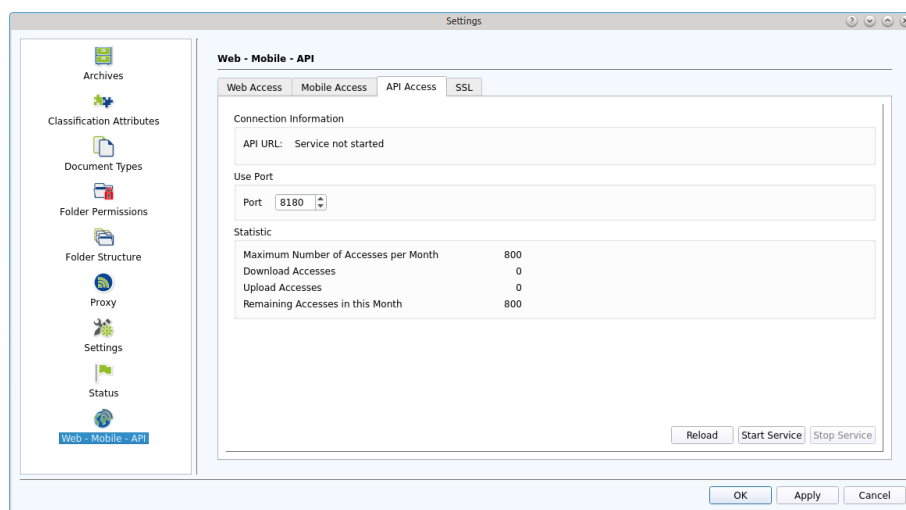 Settings
Archives
Classification Attributes
Document Types
Folder Permissions
Folder Structure
Proxy
Settings
Status
Web - Mobile - API
Web - Mobile - API
Web Access Mobile Access API Access SSL
Connection Information
API URL: Service not started
Use Port
Port 8180
Statistic
Maximum Number of Accesses per Month 800
Download Accesses 0
Upload Accesses 0
Remaining Accesses in this Month 800
Reload Start Service Stop Service
OK Apply Cancel